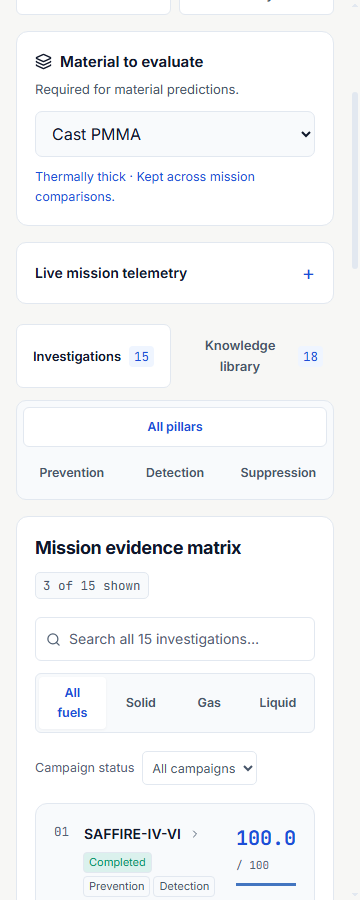 Material to evaluate
Required for material predictions.
Cast PMMA
Thermally thick · Kept across mission
comparisons.
Live mission telemetry +
Investigations 15
Knowledge
library 18
All pillars
Prevention Detection Suppression
Mission evidence matrix
3 of 15 shown
Search all 15 investigations...
All
fuels Solid Gas Liquid
Campaign status All campaigns
01 SAFFIRE-IV-VI › 100.0
Completed / 100
Prevention Detection